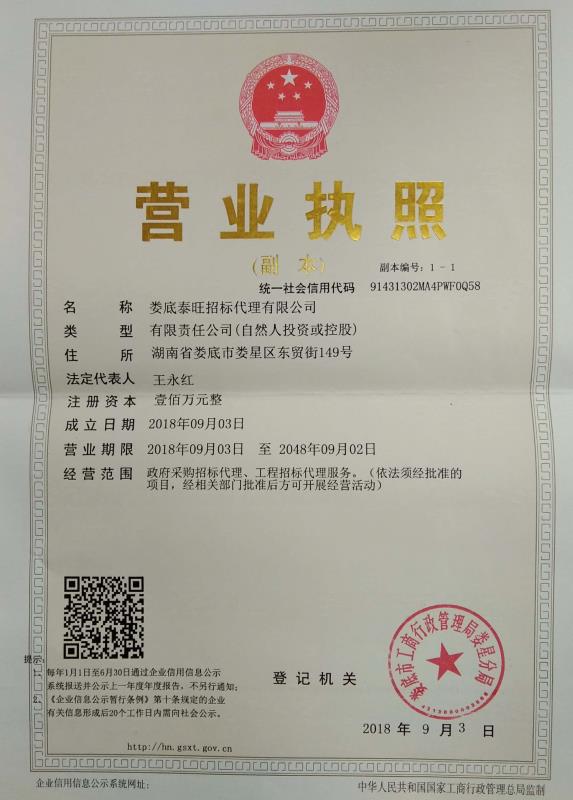 营业执照
(副 本)
副本编号：1－1
统一社会信用代码 91431302MA4PWF0Q58
名 称 娄底泰旺招标代理有限公司
类 型 有限责任公司(自然人投资或控股)
住 所 湖南省娄底市娄星区东贸街149号
法定代表人 王永红
注册资本 壹佰万元整
成立日期 2018年09月03日
营业期限 2018年09月03日 至 2048年09月02日
经营范围 政府采购招标代理、工程招标代理服务。（依法须经批准的
项目，经相关部门批准后方可开展经营活动）
提示：
1、每年1月1日至6月30日通过企业信用信息公示
系统报送并公示上一年度年度报告，不另行通知；
2、《企业信息公示暂行条例》第十条规定的企业
有关信息形成后20个工作日内需向社会公示。
登记机关
娄底市工商行政管理局娄星分局
2018 年 9 月 3 日
http://hn.gsxt.gov.cn
企业信用信息公示系统网址：
中华人民共和国国家工商行政管理总局监制